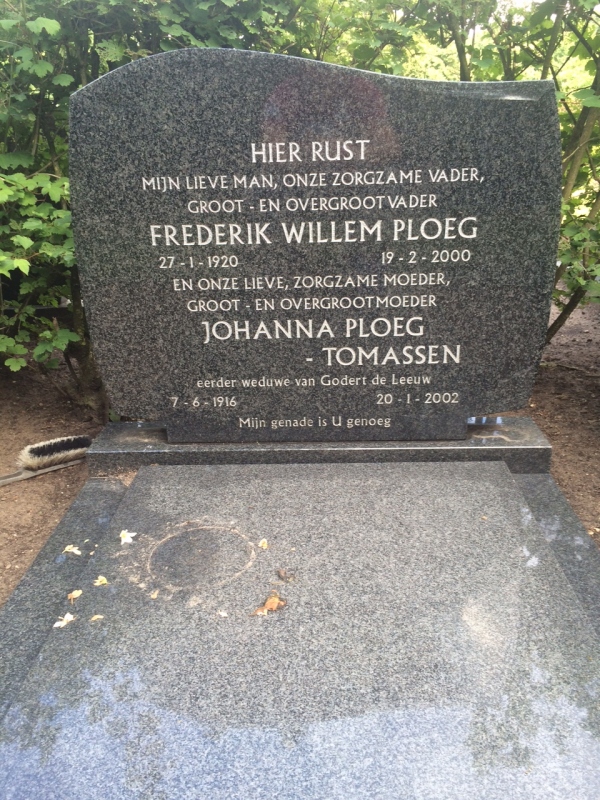 HIER RUST
MIJN LIEVE MAN, ONZE ZORGZAME VADER,
GROOT - EN OVERGROOTVADER
FREDERIK WILLEM PLOEG
27 - 1 - 1920 19 - 2 - 2000
EN ONZE LIEVE, ZORGZAME MOEDER,
GROOT - EN OVERGROOTMOEDER
JOHANNA PLOEG
- TOMASSEN
eerder weduwe van Godert de Leeuw
7 - 6 - 1916 20 - 1 - 2002
Mijn genade is U genoeg